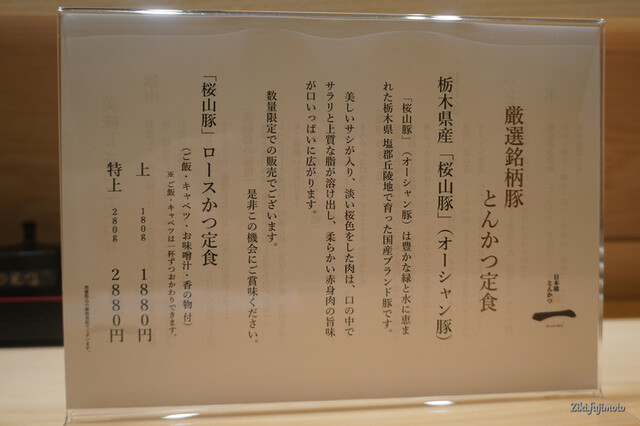 日本橋
とんかつ
一
厳選銘柄豚
とんかつ定食
栃木県産「桜山豚」（オーシャン豚）
「桜山豚」（オーシャン豚）は豊かな緑と水に恵ま
れた栃木県 塩郡丘陵地で育った国産ブランド豚です。
美しいサシが入り、淡い桜色をした肉は、口の中で
サラリと上質な脂が溶け出し、柔らかい赤身肉の旨味
が口いっぱいに広がります。
数量限定での販売でございます。
是非この機会にご賞味ください。
「桜山豚」ロースかつ定食
（ご飯・キャベツ・お味噌汁・香の物 付）
※ご飯・キャベツは一杯ずつおかわりできます。
上 180g 1880円
特上 280g 2880円
Ziki_fujimoto